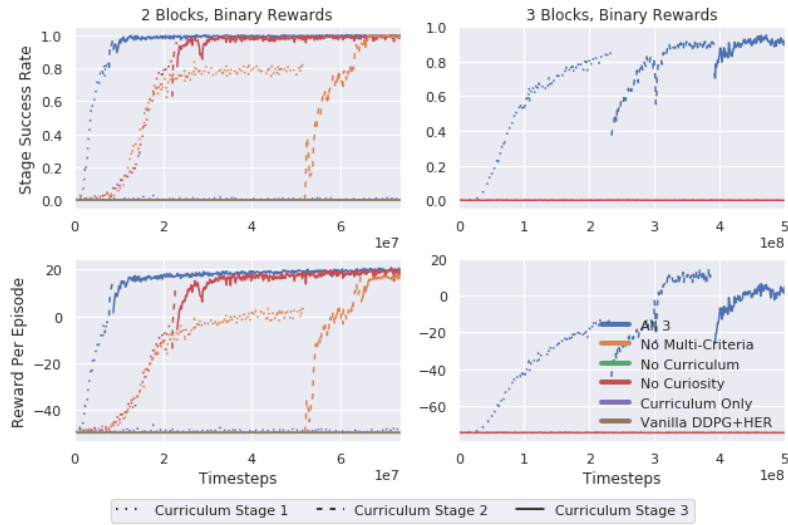 2 Blocks, Binary Rewards
3 Blocks, Binary Rewards
Stage Success Rate
1.0
0.8
0.6
0.4
0.2
0.0
0 2 4 6
1e7
1.0
0.8
0.6
0.4
0.2
0.0
0 1 2 3 4 5
1e8
Reward Per Episode
20
0
−20
−40
0 2 4 6
1e7
Timesteps
20
0
−20
−40
−60
0 1 2 3 4 5
1e8
Timesteps
All 3
No Multi-Criteria
No Curriculum
No Curiosity
Curriculum Only
Vanilla DDPG+HER
Curriculum Stage 1 Curriculum Stage 2 Curriculum Stage 3